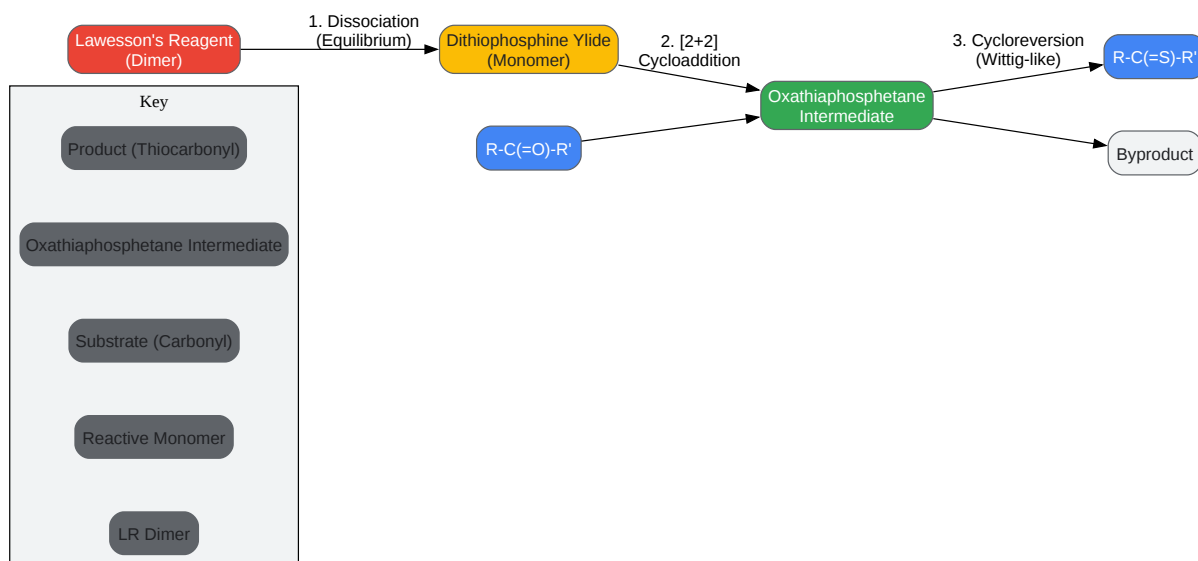 Lawesson's Reagent
(Dimer)
1. Dissociation
(Equilibrium)
Dithiophosphine Ylide
(Monomer)
2. [2+2]
Cycloaddition
R-C(=O)-R'
Oxathiaphosphetane
Intermediate
3. Cycloreversion
(Wittig-like)
R-C(=S)-R'
Byproduct
Key
Product (Thiocarbonyl)
Oxathiaphosphetane Intermediate
Substrate (Carbonyl)
Reactive Monomer
LR Dimer